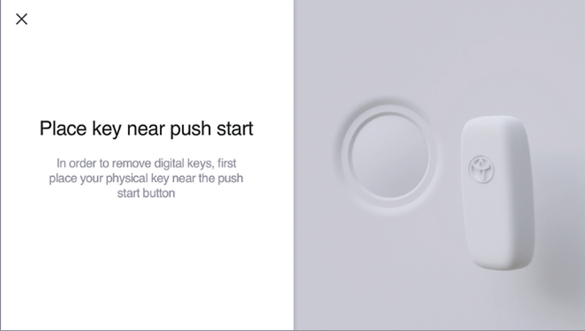 Place key near push start
In order to remove digital keys, first
place your physical key near the push
start button